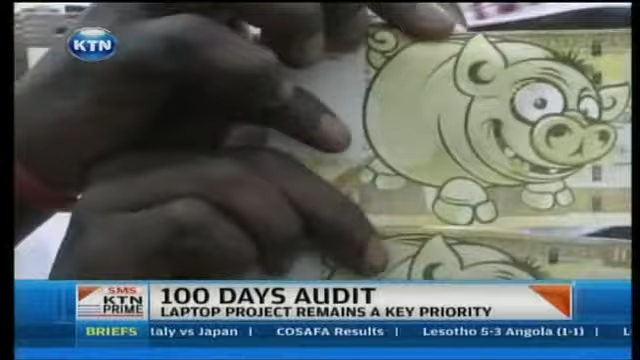 KTN
SMS
KTN
PRIME
100 DAYS AUDIT
LAPTOP PROJECT REMAINS A KEY PRIORITY
BRIEFS
taly vs Japan | COSAFA Results | Lesotho 5-3 Angola (1-1) | L